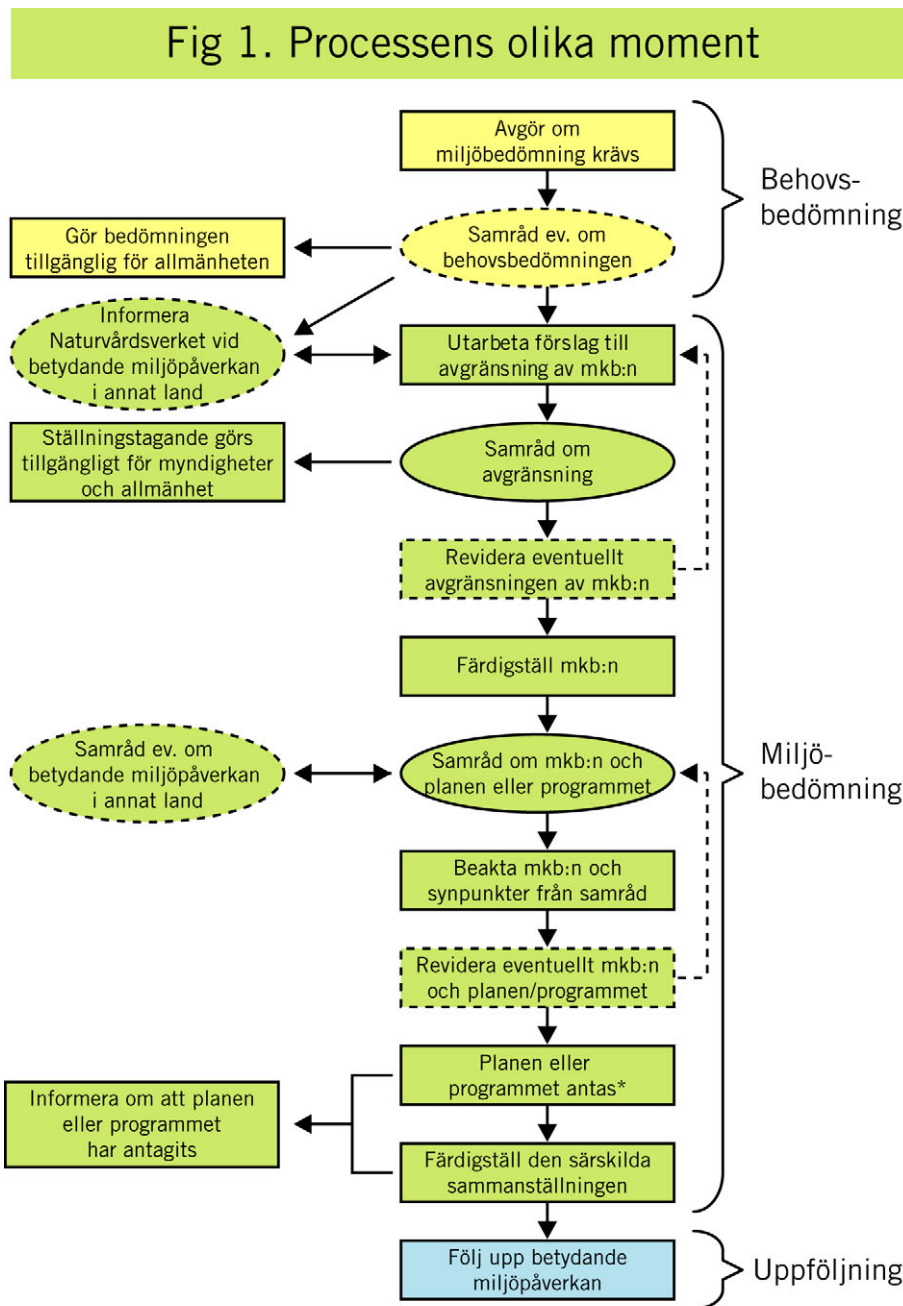 Fig 1. Processens olika moment
Avgör om
miljöbedömning krävs
Behovs-
bedömning
Samråd ev. om
behovsbedömningen
Gör bedömningen
tillgänglig för allmänheten
Informera
Naturvårdsverket vid
betydande miljöpåverkan
i annat land
Utarbeta förslag till
avgränsning av mkb:n
Ställningstagande görs
tillgängligt för myndigheter
och allmänhet
Samråd om
avgränsning
Revidera eventuellt
avgränsningen av mkb:n
Färdigställ mkb:n
Samråd ev. om
betydande miljöpåverkan
i annat land
Samråd om mkb:n och
planen eller programmet
Miljö-
bedömning
Beakta mkb:n och
synpunkter från samråd
Revidera eventuellt mkb:n
och planen/programmet
Planen eller
programmet antas*
Informera om att planen
eller programmet
har antagits
Färdigställ den särskilda
sammanställningen
Följ upp betydande
miljöpåverkan
Uppföljning